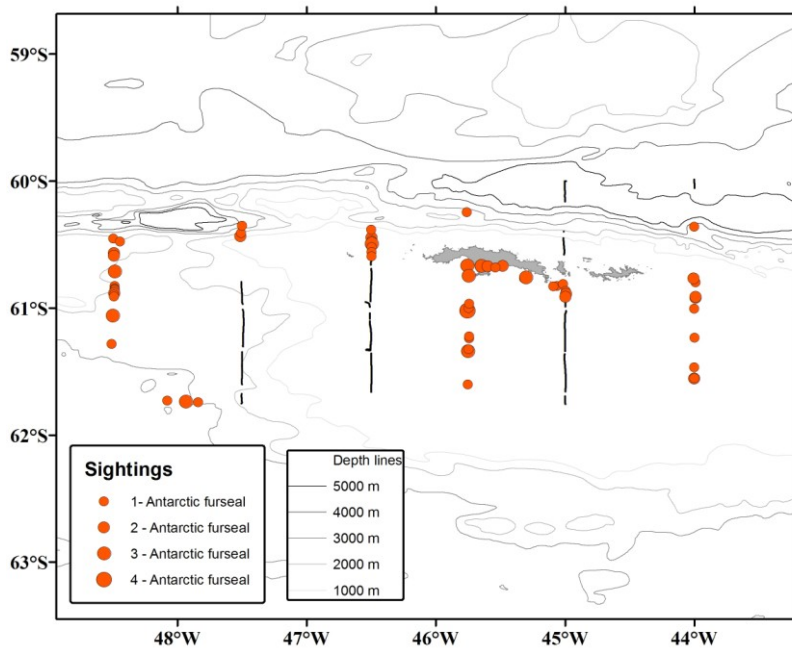 59°S
60°S
61°S
62°S
63°S
Sightings
1- Antarctic furseal
2 - Antarctic furseal
3 - Antarctic furseal
4 - Antarctic furseal
Depth lines
5000 m
4000 m
3000 m
2000 m
1000 m
48°W
47°W
46°W
45°W
44°W